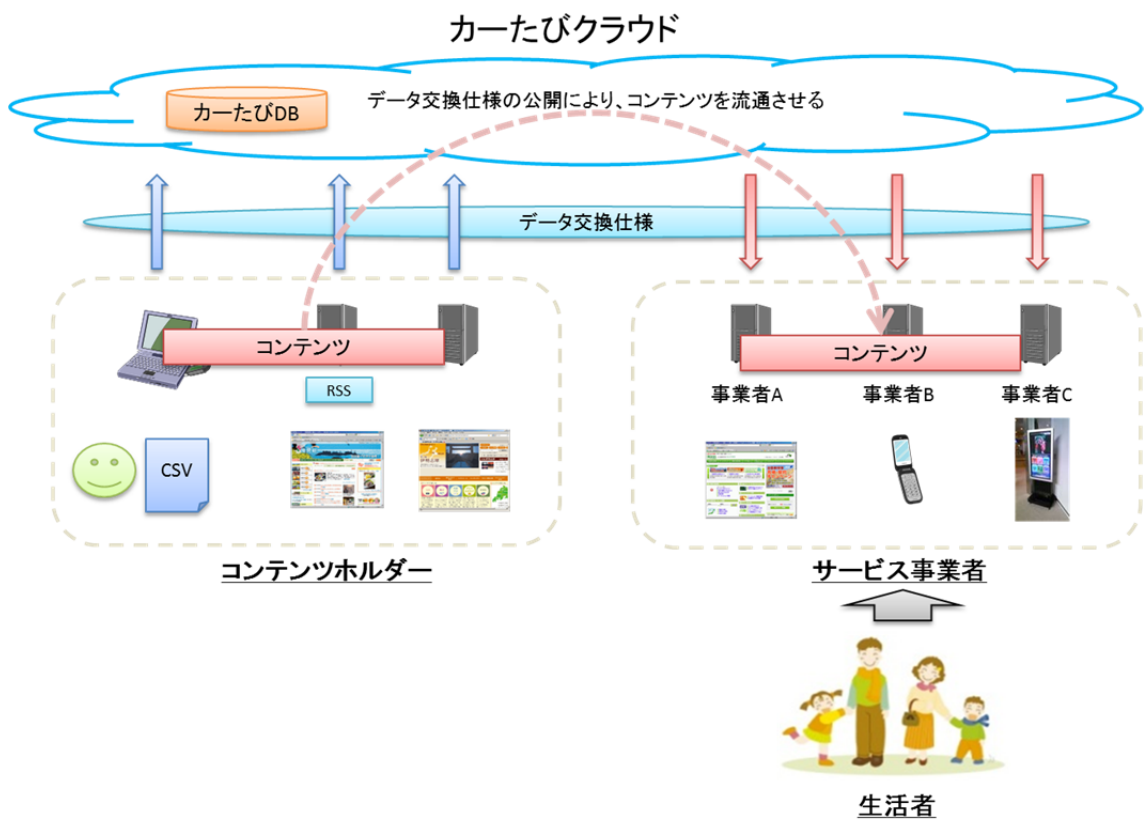 カーたびクラウド
カーたびDB
データ交換仕様の公開により、コンテンツを流通させる
データ交換仕様
コンテンツ
RSS
CSV
コンテンツホルダー
コンテンツ
事業者A
事業者B
事業者C
サービス事業者
生活者